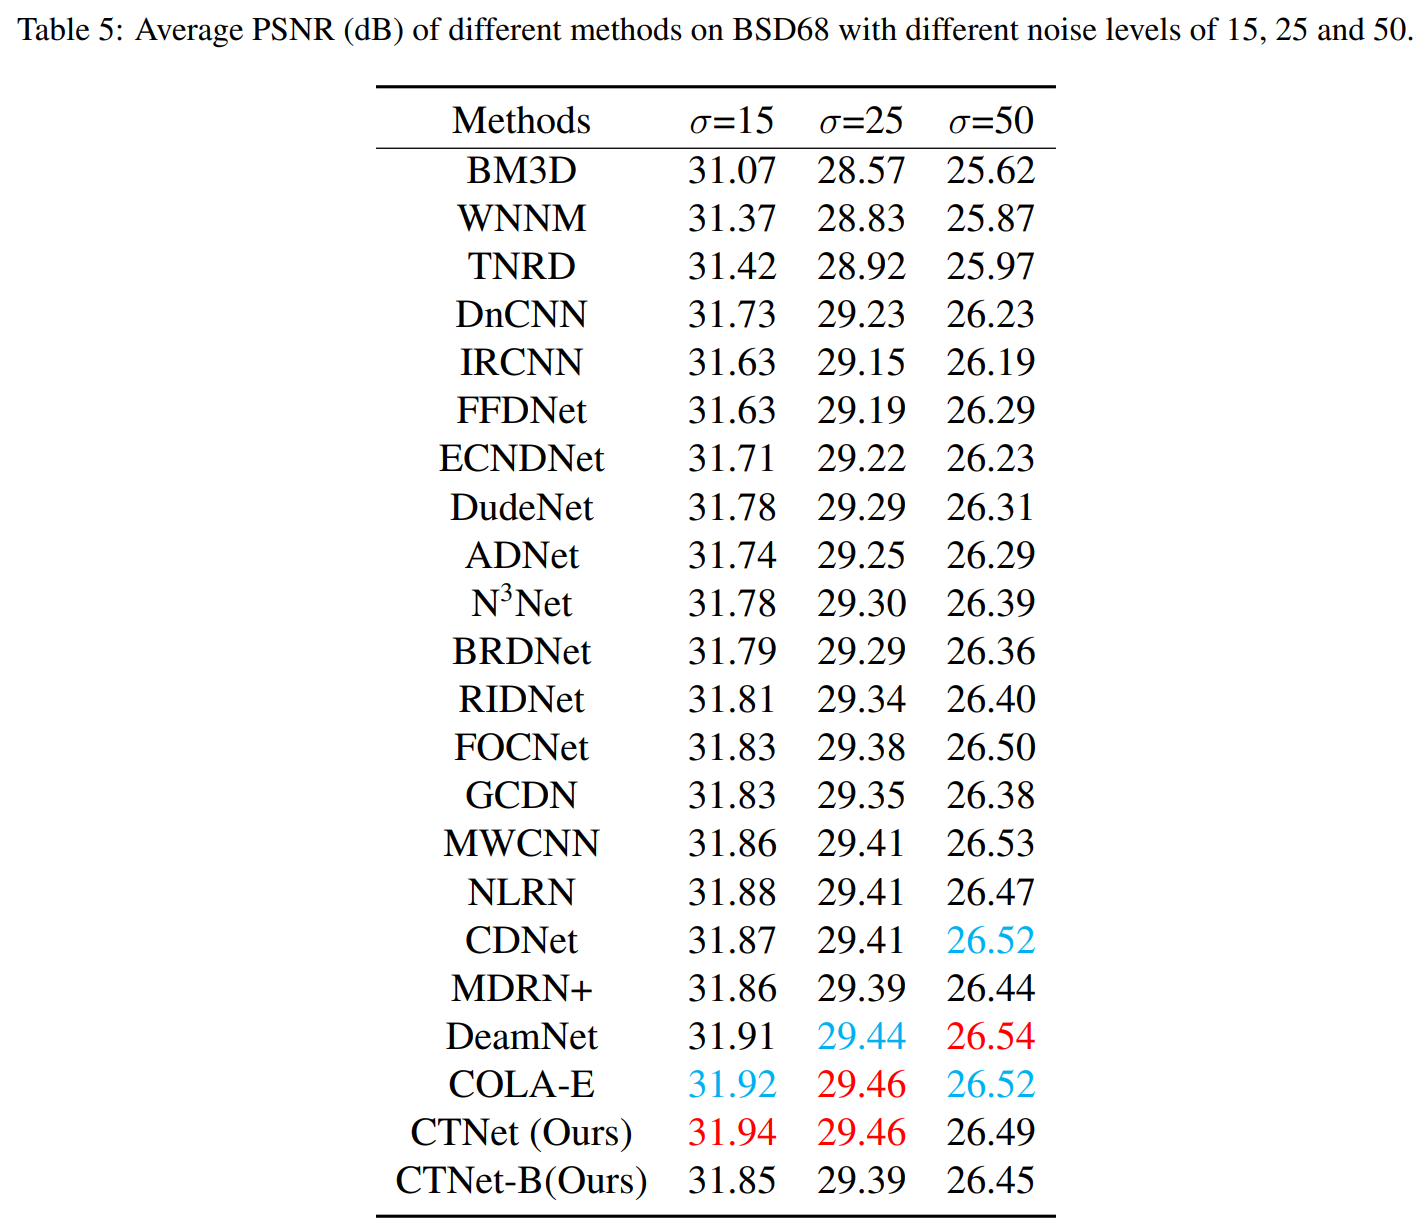 Table 5: Average PSNR (dB) of different methods on BSD68 with different noise levels of 15, 25 and 50.
Methods σ=15 σ=25 σ=50
BM3D 31.07 28.57 25.62
WNNM 31.37 28.83 25.87
TNRD 31.42 28.92 25.97
DnCNN 31.73 29.23 26.23
IRCNN 31.63 29.15 26.19
FFDNet 31.63 29.19 26.29
ECNDNet 31.71 29.22 26.23
DudeNet 31.78 29.29 26.31
ADNet 31.74 29.25 26.29
N³Net 31.78 29.30 26.39
BRDNet 31.79 29.29 26.36
RIDNet 31.81 29.34 26.40
FOCNet 31.83 29.38 26.50
GCDN 31.83 29.35 26.38
MWCNN 31.86 29.41 26.53
NLRN 31.88 29.41 26.47
CDNet 31.87 29.41 26.52
MDRN+ 31.86 29.39 26.44
DeamNet 31.91 29.44 26.54
COLA-E 31.92 29.46 26.52
CTNet (Ours) 31.94 29.46 26.49
CTNet-B(Ours) 31.85 29.39 26.45